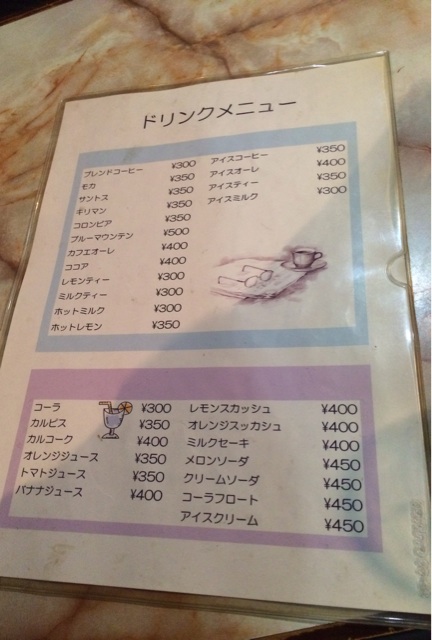 ドリンクメニュー
ブレンドコーヒー ¥300
モカ ¥350
サントス ¥350
キリマン ¥350
コロンビア ¥350
ブルーマウンテン ¥500
カフェオーレ ¥400
ココア ¥400
レモンティー ¥300
ミルクティー ¥300
ホットミルク ¥300
ホットレモン ¥350
アイスコーヒー ¥350
アイスオーレ ¥400
アイスティー ¥350
アイスミルク ¥300
コーラ ¥300
カルピス ¥350
カルコーク ¥400
オレンジジュース ¥350
トマトジュース ¥350
バナナジュース ¥400
レモンスカッシュ ¥400
オレンジスッカシュ ¥400
ミルクセーキ ¥400
メロンソーダ ¥450
クリームソーダ ¥450
コーラフロート ¥450
アイスクリーム ¥450